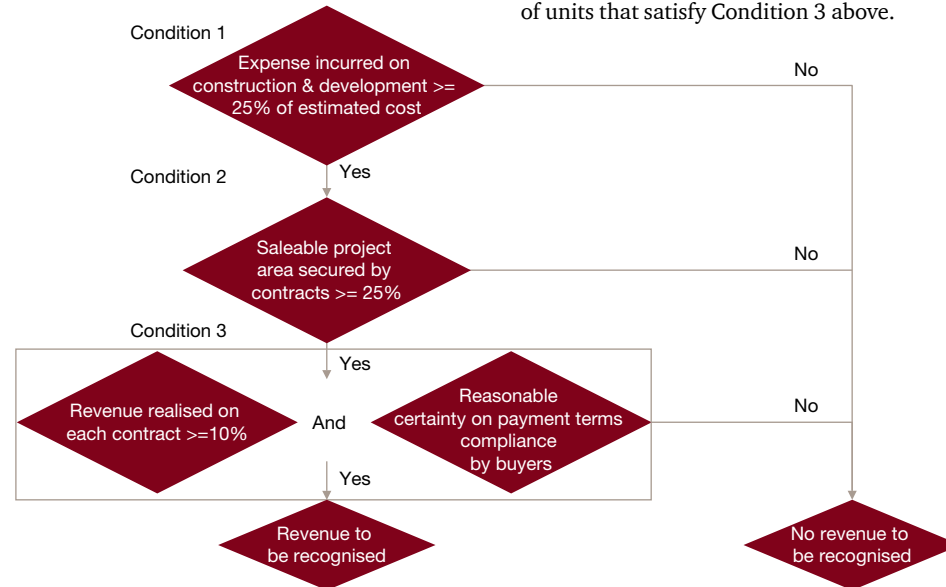 of units that satisfy Condition 3 above.
Condition 1
Expense incurred on
construction & development >=
25% of estimated cost
No
Yes
Condition 2
Saleable project
area secured by
contracts >= 25%
No
Condition 3
Yes
Revenue realised on
each contract >=10%
And
Reasonable
certainty on payment terms
compliance
by buyers
No
Yes
Revenue to
be recognised
No revenue to
be recognised